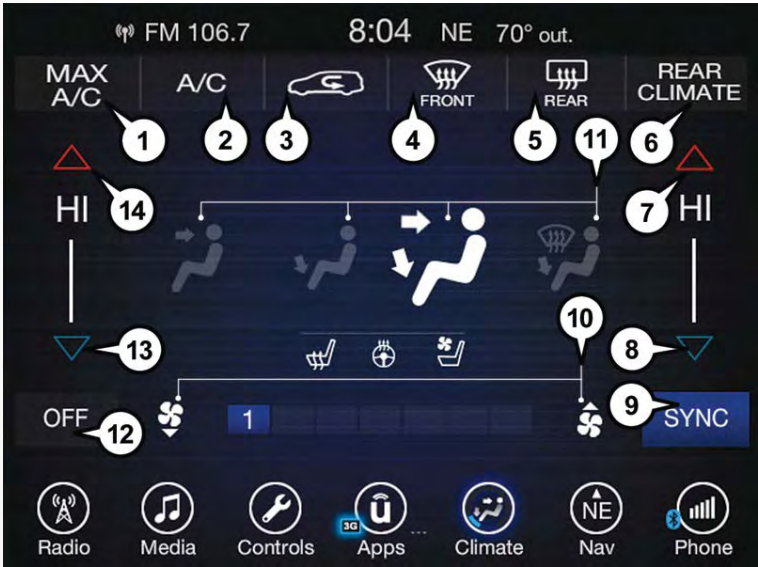 FM 106.7 8:04 NE 70° out.
MAX A/C
A/C
FRONT
REAR
REAR CLIMATE
1
2
3
4
5
11
6
HI
14
7
HI
13
10
8
OFF
12
1
9
SYNC
3G
û
NE
Radio
Media
Controls
Apps
...
Climate
Nav
Phone